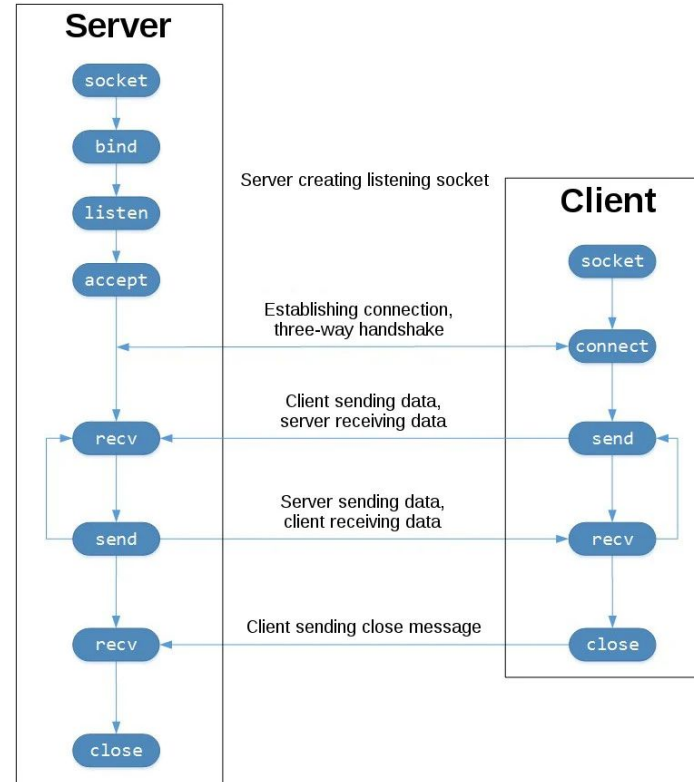 Server
socket
bind
listen
accept
recv
send
recv
close
Server creating listening socket
Establishing connection,
three-way handshake
Client sending data,
server receiving data
Server sending data,
client receiving data
Client sending close message
Client
socket
connect
send
recv
close